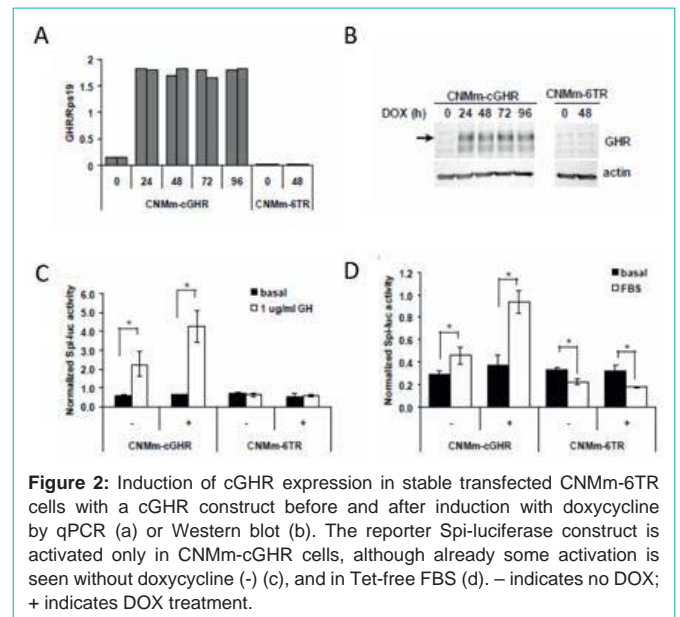 A
GHR/Rps19
2
1.5
1
0.5
0
0 24 48 72 96 0 48
CNMm-cGHR CNMm-6TR
B
CNMm-cGHR CNMm-6TR
DOX (h) 0 24 48 72 96 0 48
GHR
actin
C
Normalized Spi-luc activity
6.0
5.0
4.0
3.0
2.0
1.0
0.0
basal
1 ug/ml GH
* *
- + - +
CNMm-cGHR CNMm-6TR
D
Normalized Spi-luc activity
1.2
1.0
0.8
0.6
0.4
0.2
0.0
basal
FBS
* * * *
- + - +
CNMm-cGHR CNMm-6TR
Figure 2: Induction of cGHR expression in stable transfected CNMm-6TR
cells with a cGHR construct before and after induction with doxycycline
by qPCR (a) or Western blot (b). The reporter Spi-luciferase construct is
activated only in CNMm-cGHR cells, although already some activation is
seen without doxycycline (-) (c), and in Tet-free FBS (d). – indicates no DOX;
+ indicates DOX treatment.